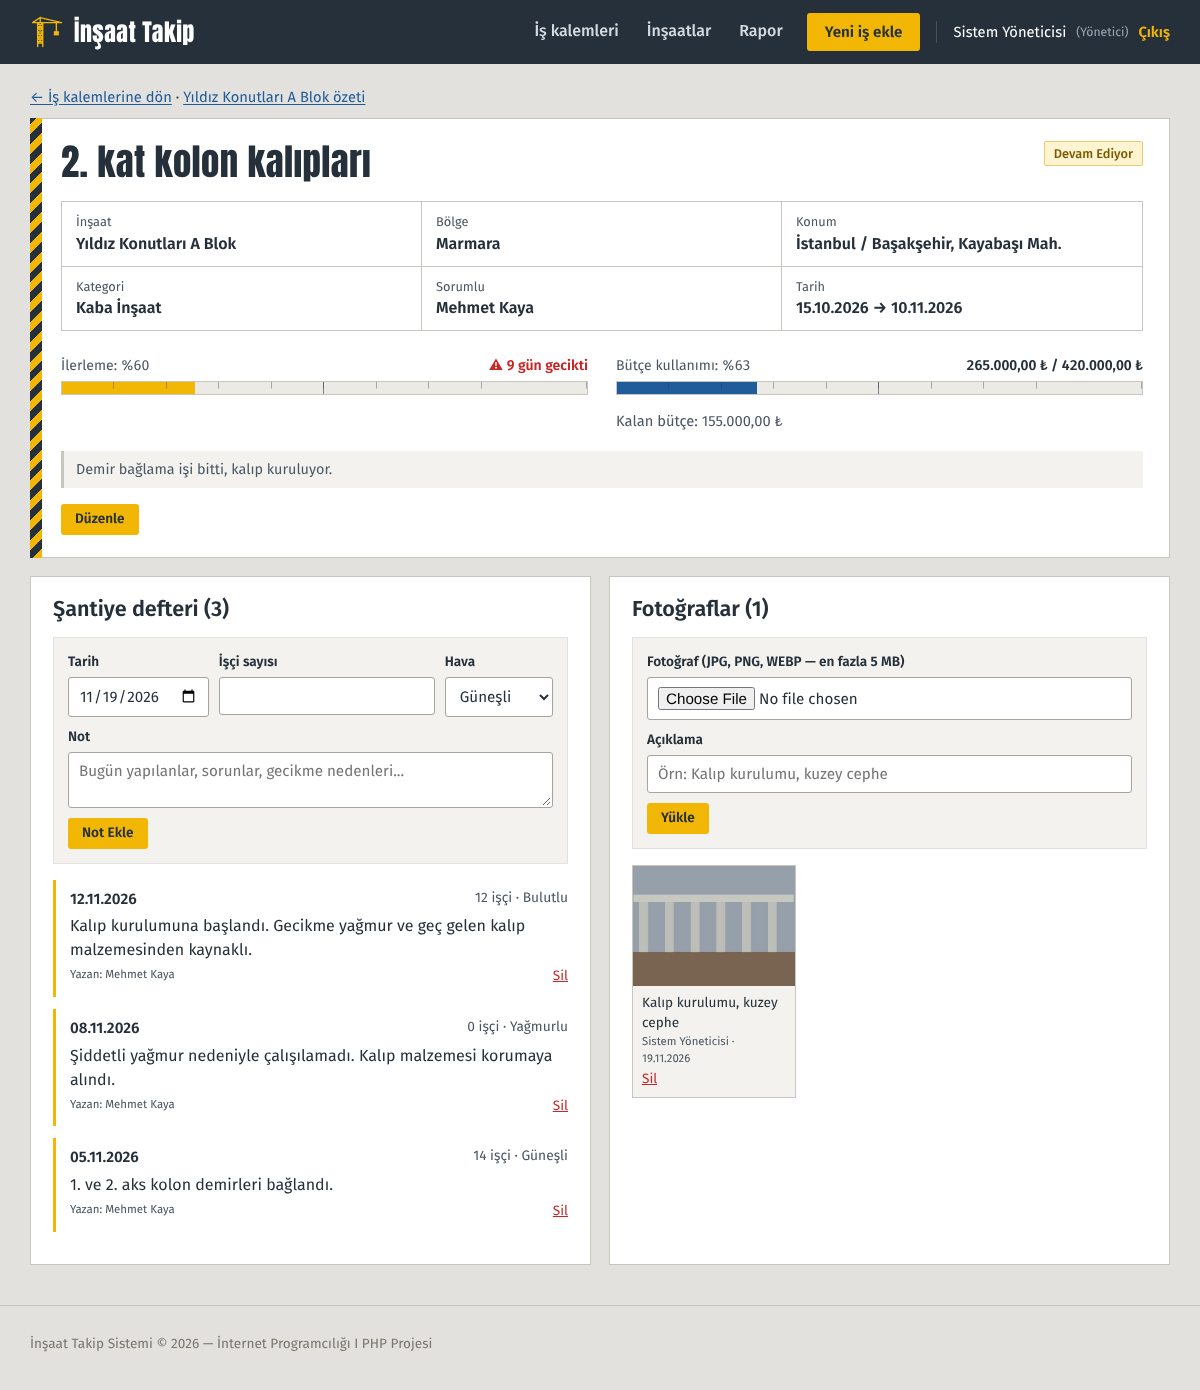 İnşaat Takip
İş kalemleri İnşaatlar Rapor Yeni iş ekle Sistem Yöneticisi (Yönetici) Çıkış
← İş kalemlerine dön · Yıldız Konutları A Blok özeti
2. kat kolon kalıpları
Devam Ediyor
İnşaat Bölge Konum
Yıldız Konutları A Blok Marmara İstanbul / Başakşehir, Kayabaşı Mah.
Kategori Sorumlu Tarih
Kaba İnşaat Mehmet Kaya 15.10.2026 → 10.11.2026
İlerleme: %60 ⚠ 9 gün gecikti
Bütçe kullanımı: %63 265.000,00 ₺ / 420.000,00 ₺
Kalan bütçe: 155.000,00 ₺
Demir bağlama işi bitti, kalıp kuruluyor.
Düzenle
Şantiye defteri (3)
Tarih İşçi sayısı Hava
11/19/2026 Güneşli
Not
Bugün yapılanlar, sorunlar, gecikme nedenleri...
Not Ekle
12.11.2026 12 işçi · Bulutlu
Kalıp kurulumuna başlandı. Gecikme yağmur ve geç gelen kalıp
malzemesinden kaynaklı.
Yazan: Mehmet Kaya Sil
08.11.2026 0 işçi · Yağmurlu
Şiddetli yağmur nedeniyle çalışılamadı. Kalıp malzemesi korumaya
alındı.
Yazan: Mehmet Kaya Sil
05.11.2026 14 işçi · Güneşli
1. ve 2. aks kolon demirleri bağlandı.
Yazan: Mehmet Kaya Sil
Fotoğraflar (1)
Fotoğraf (JPG, PNG, WEBP — en fazla 5 MB)
Choose File No file chosen
Açıklama
Örn: Kalıp kurulumu, kuzey cephe
Yükle
Kalıp kurulumu, kuzey
cephe
Sistem Yöneticisi ·
19.11.2026
Sil
İnşaat Takip Sistemi © 2026 — İnternet Programcılığı I PHP Projesi